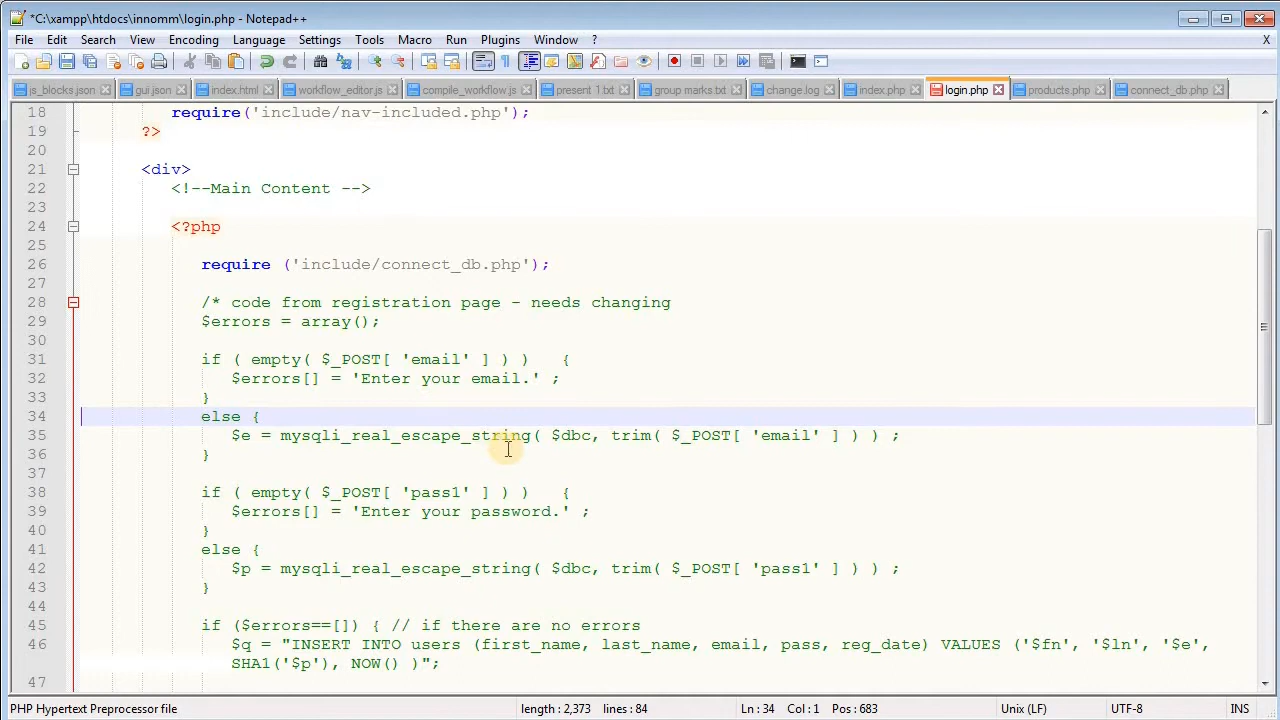 *C:\xampp\htdocs\innomm\login.php - Notepad++
File Edit Search View Encoding Language Settings Tools Macro Run Plugins Window ? X
js_blocks.json gui.json index.html workflow_editor.js compile_workflow.js present 1.txt group marks.txt change.log index.php login.php products.php connect_db.php
18 require('include/nav-included.php');
19 ?>
20
21 <div>
22 <!--Main Content -->
23
24 <?php
25
26 require ('include/connect_db.php');
27
28 /* code from registration page - needs changing
29 $errors = array();
30
31 if ( empty( $_POST[ 'email' ] ) ) {
32 $errors[] = 'Enter your email.' ;
33 }
34 else {
35 $e = mysqli_real_escape_string( $dbc, trim( $_POST[ 'email' ] ) ) ;
36 }
37
38 if ( empty( $_POST[ 'pass1' ] ) ) {
39 $errors[] = 'Enter your password.' ;
40 }
41 else {
42 $p = mysqli_real_escape_string( $dbc, trim( $_POST[ 'pass1' ] ) ) ;
43 }
44
45 if ($errors==[]) { // if there are no errors
46 $q = "INSERT INTO users (first_name, last_name, email, pass, reg_date) VALUES ('$fn', '$ln', '$e',
SHA1('$p'), NOW() )";
47
PHP Hypertext Preprocessor file length : 2,373 lines : 84 Ln : 34 Col : 1 Pos : 683 Unix (LF) UTF-8 INS